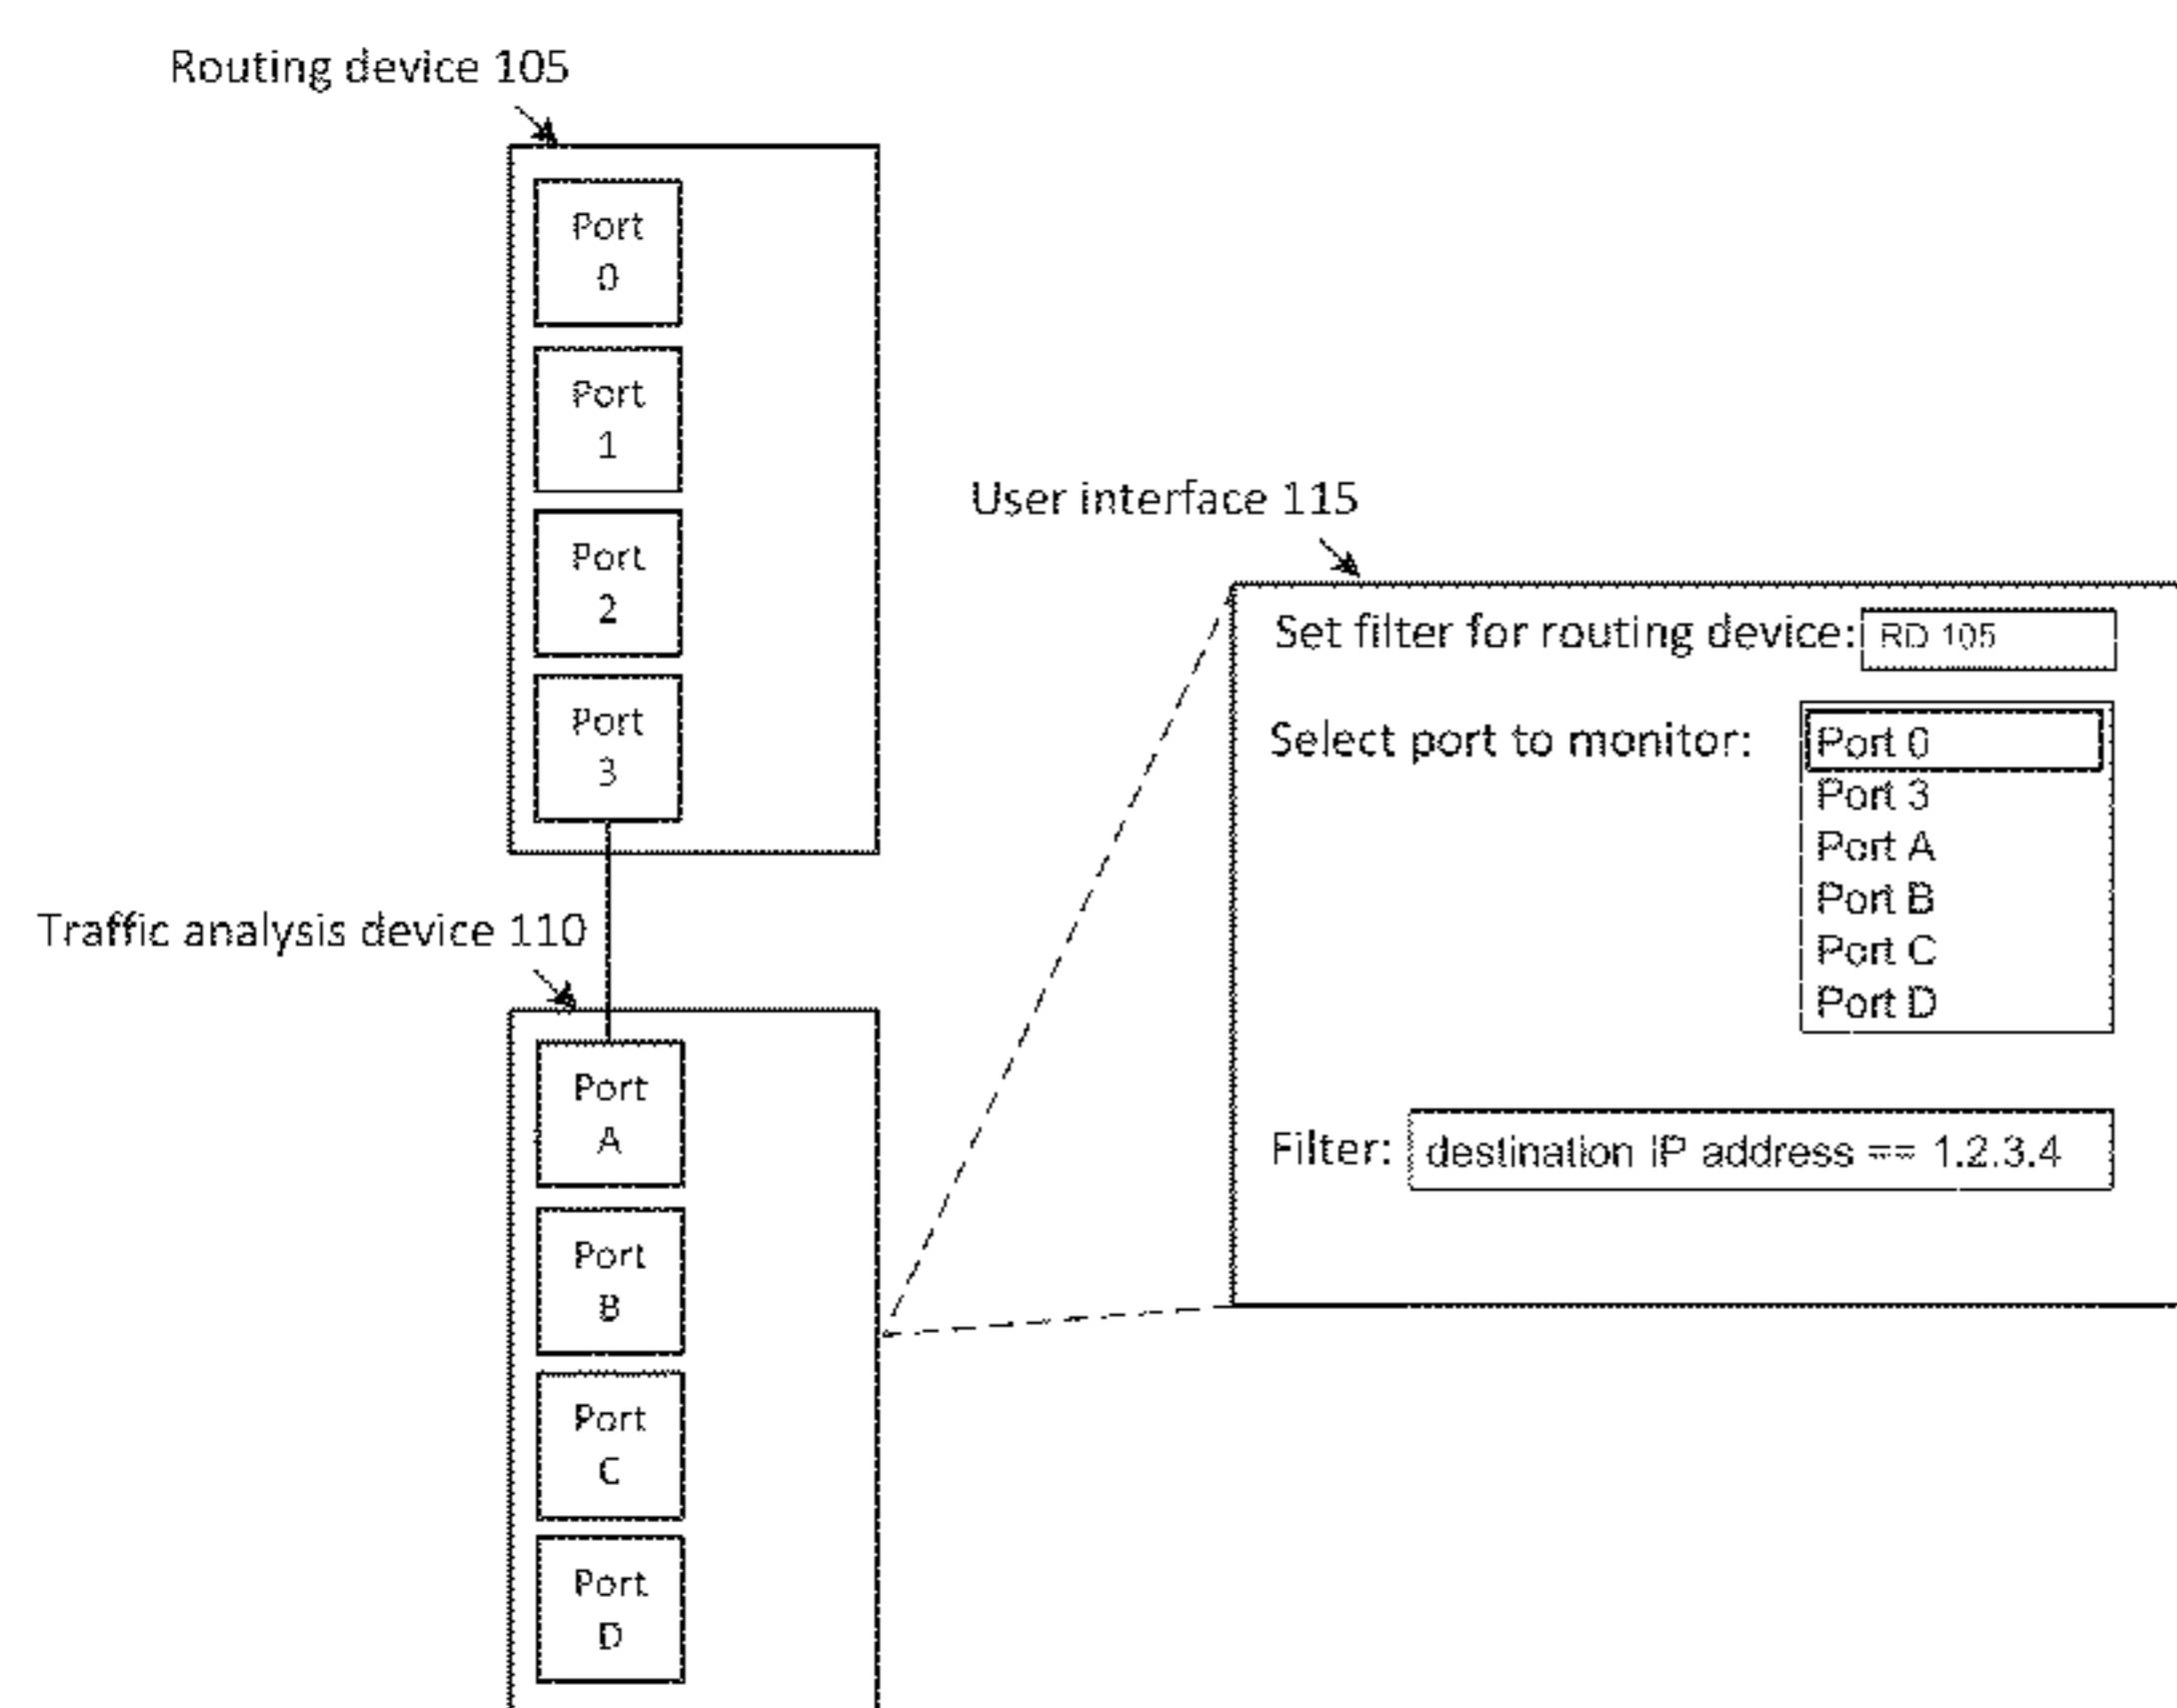 Routing device 105
Port
0
Port
1
Port
2
Port
3
User interface 115
Set filter for routing device: RD 105
Select port to monitor:
Port 0
Port 3
Port A
Port B
Port C
Port D
Filter: destination IP address == 1.2.3.4
Traffic analysis device 110
Port
A
Port
B
Port
C
Port
D